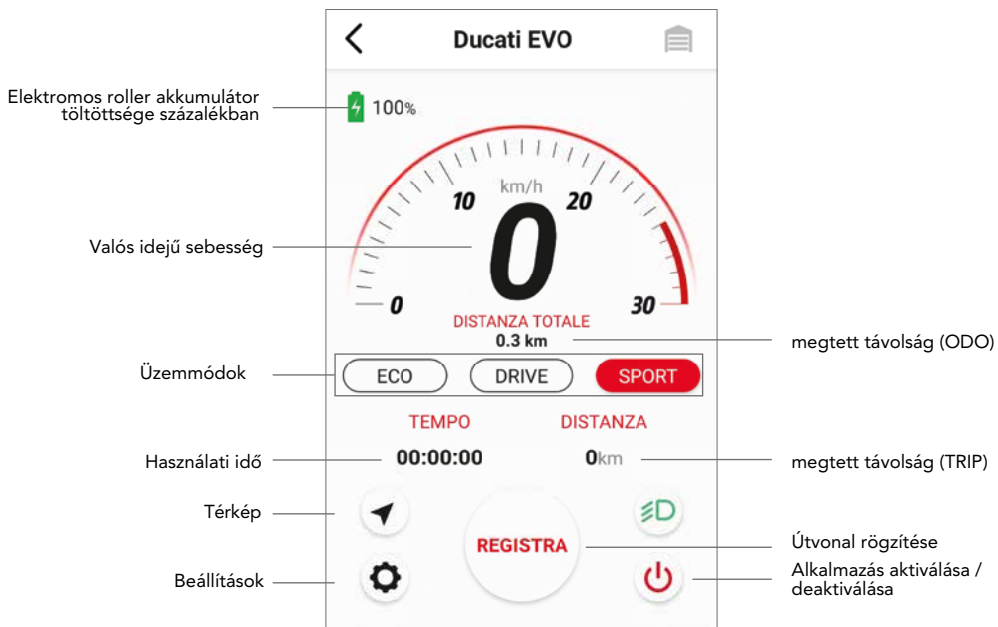 Ducati EVO
Elektromos roller akkumulátor
töltöttsége százalékban
100%
km/h
10
20
0
Valós idejű sebesség
0
30
DISTANZA TOTALE
0.3 km
megtett távolság (ODO)
Üzemmódok
ECO
DRIVE
SPORT
TEMPO
DISTANZA
Használati idő
00:00:00
0km
megtett távolság (TRIP)
Térkép
REGISTRA
Útvonal rögzítése
Beállítások
Alkalmazás aktiválása /
deaktiválása